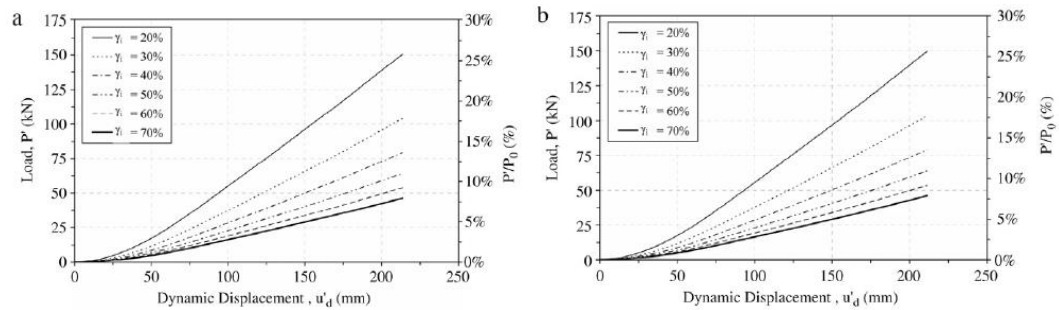 a
175
150
125
100
75
50
25
0
Load, P' (kN)
γi = 20%
γi = 30%
γi = 40%
γi = 50%
γi = 60%
γi = 70%
30%
25%
20%
15%
10%
5%
0%
P'/P0 (%)
0 50 100 150 200 250
Dynamic Displacement , u'd (mm)
b
175
150
125
100
75
50
25
0
Load, P' (kN)
γi = 20%
γi = 30%
γi = 40%
γi = 50%
γi = 60%
γi = 70%
30%
25%
20%
15%
10%
5%
0%
P'/P0 (%)
0 50 100 150 200 250
Dynamic Displacement , u'd (mm)